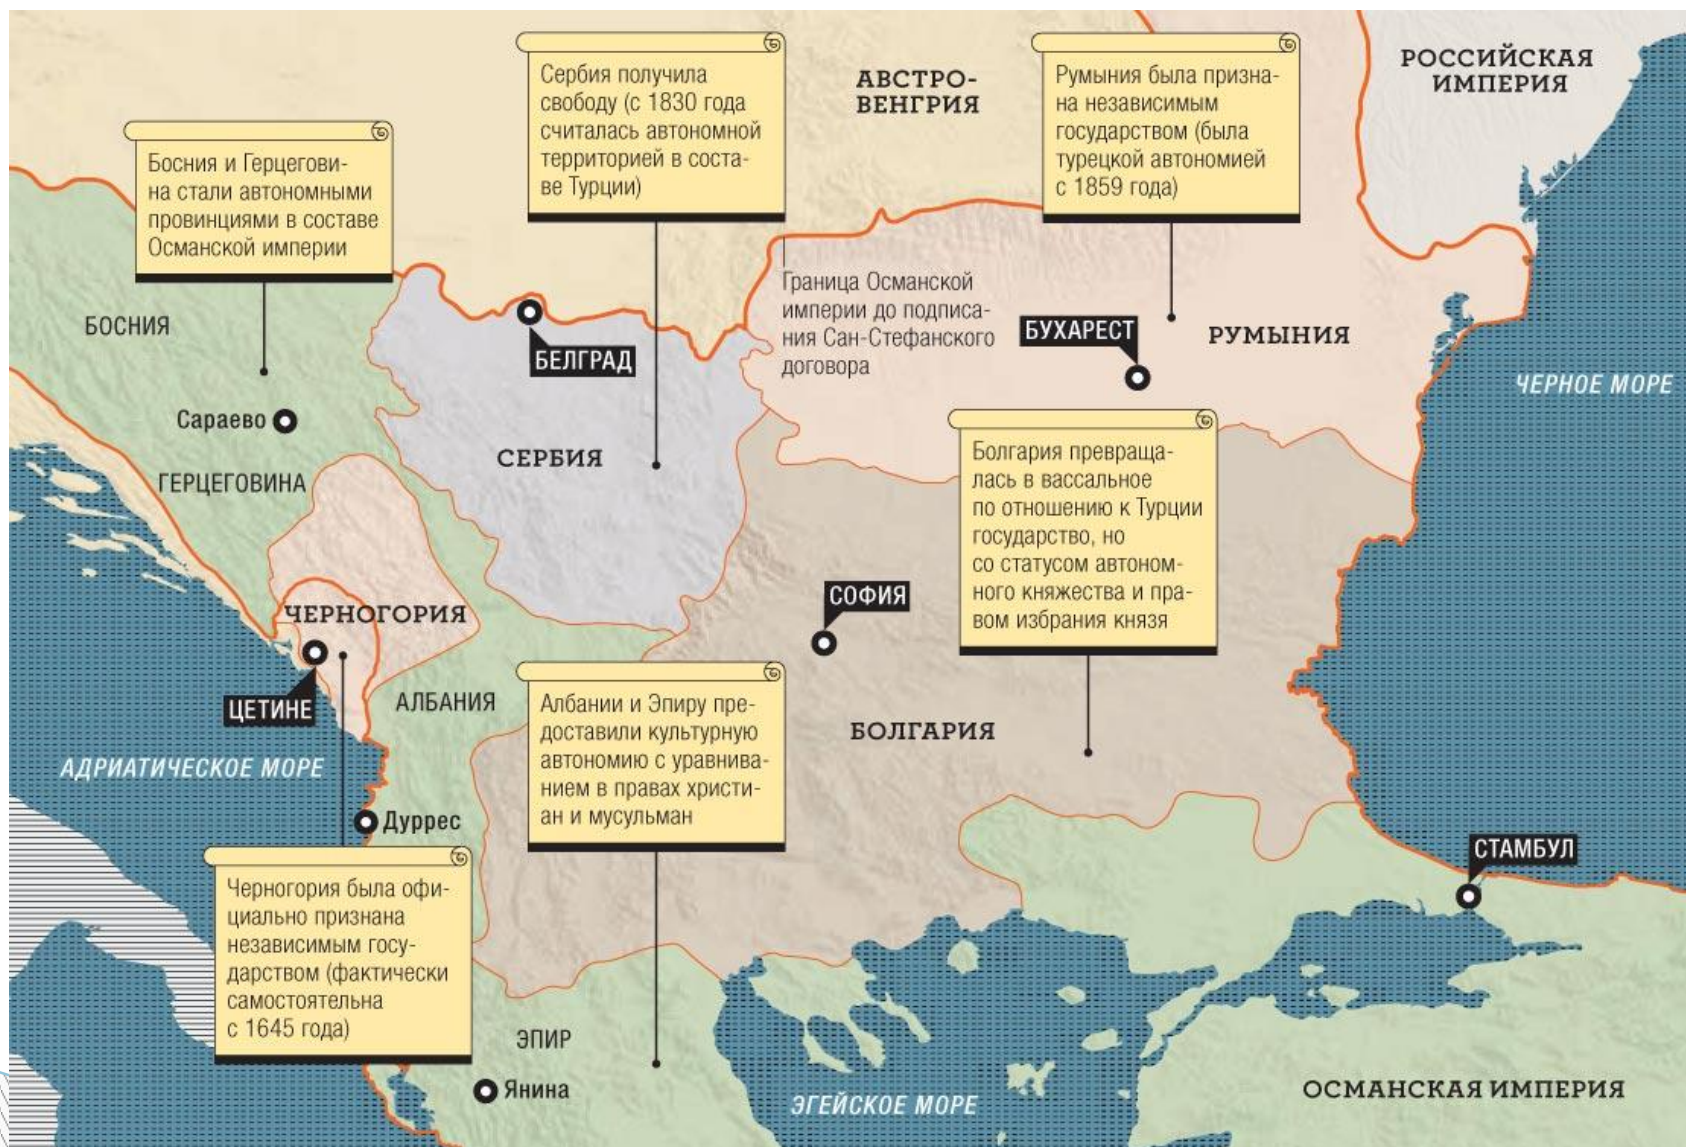 РОССИЙСКАЯ
ИМПЕРИЯ
АВСТРО-
ВЕНГРИЯ
Сербия получила
свободу (с 1830 года
считалась автономной
территорией в соста-
ве Турции)
Румыния была призна-
на независимым
государством (была
турецкой автономией
с 1859 года)
Босния и Герцегови-
на стали автономными
провинциями в составе
Османской империи
Граница Османской
империи до подписа-
ния Сан-Стефанского
договора
БОСНИЯ
БЕЛГРАД
БУХАРЕСТ
РУМЫНИЯ
ЧЕРНОЕ МОРЕ
Сараево
СЕРБИЯ
ГЕРЦЕГОВИНА
Болгария превраща-
лась в вассальное
по отношению к Турции
государство, но
со статусом автоном-
ного княжества и пра-
вом избрания князя
СОФИЯ
ЧЕРНОГОРИЯ
ЦЕТИНЕ
АЛБАНИЯ
Албании и Эпиру пре-
доставили культурную
автономию с уравнива-
нием в правах христи-
ан и мусульман
БОЛГАРИЯ
АДРИАТИЧЕСКОЕ МОРЕ
Дуррес
СТАМБУЛ
Черногория была офи-
циально признана
независимым госу-
дарством (фактически
самостоятельна
с 1645 года)
ЭПИР
Янина
ЭГЕЙСКОЕ МОРЕ
ОСМАНСКАЯ ИМПЕРИЯ